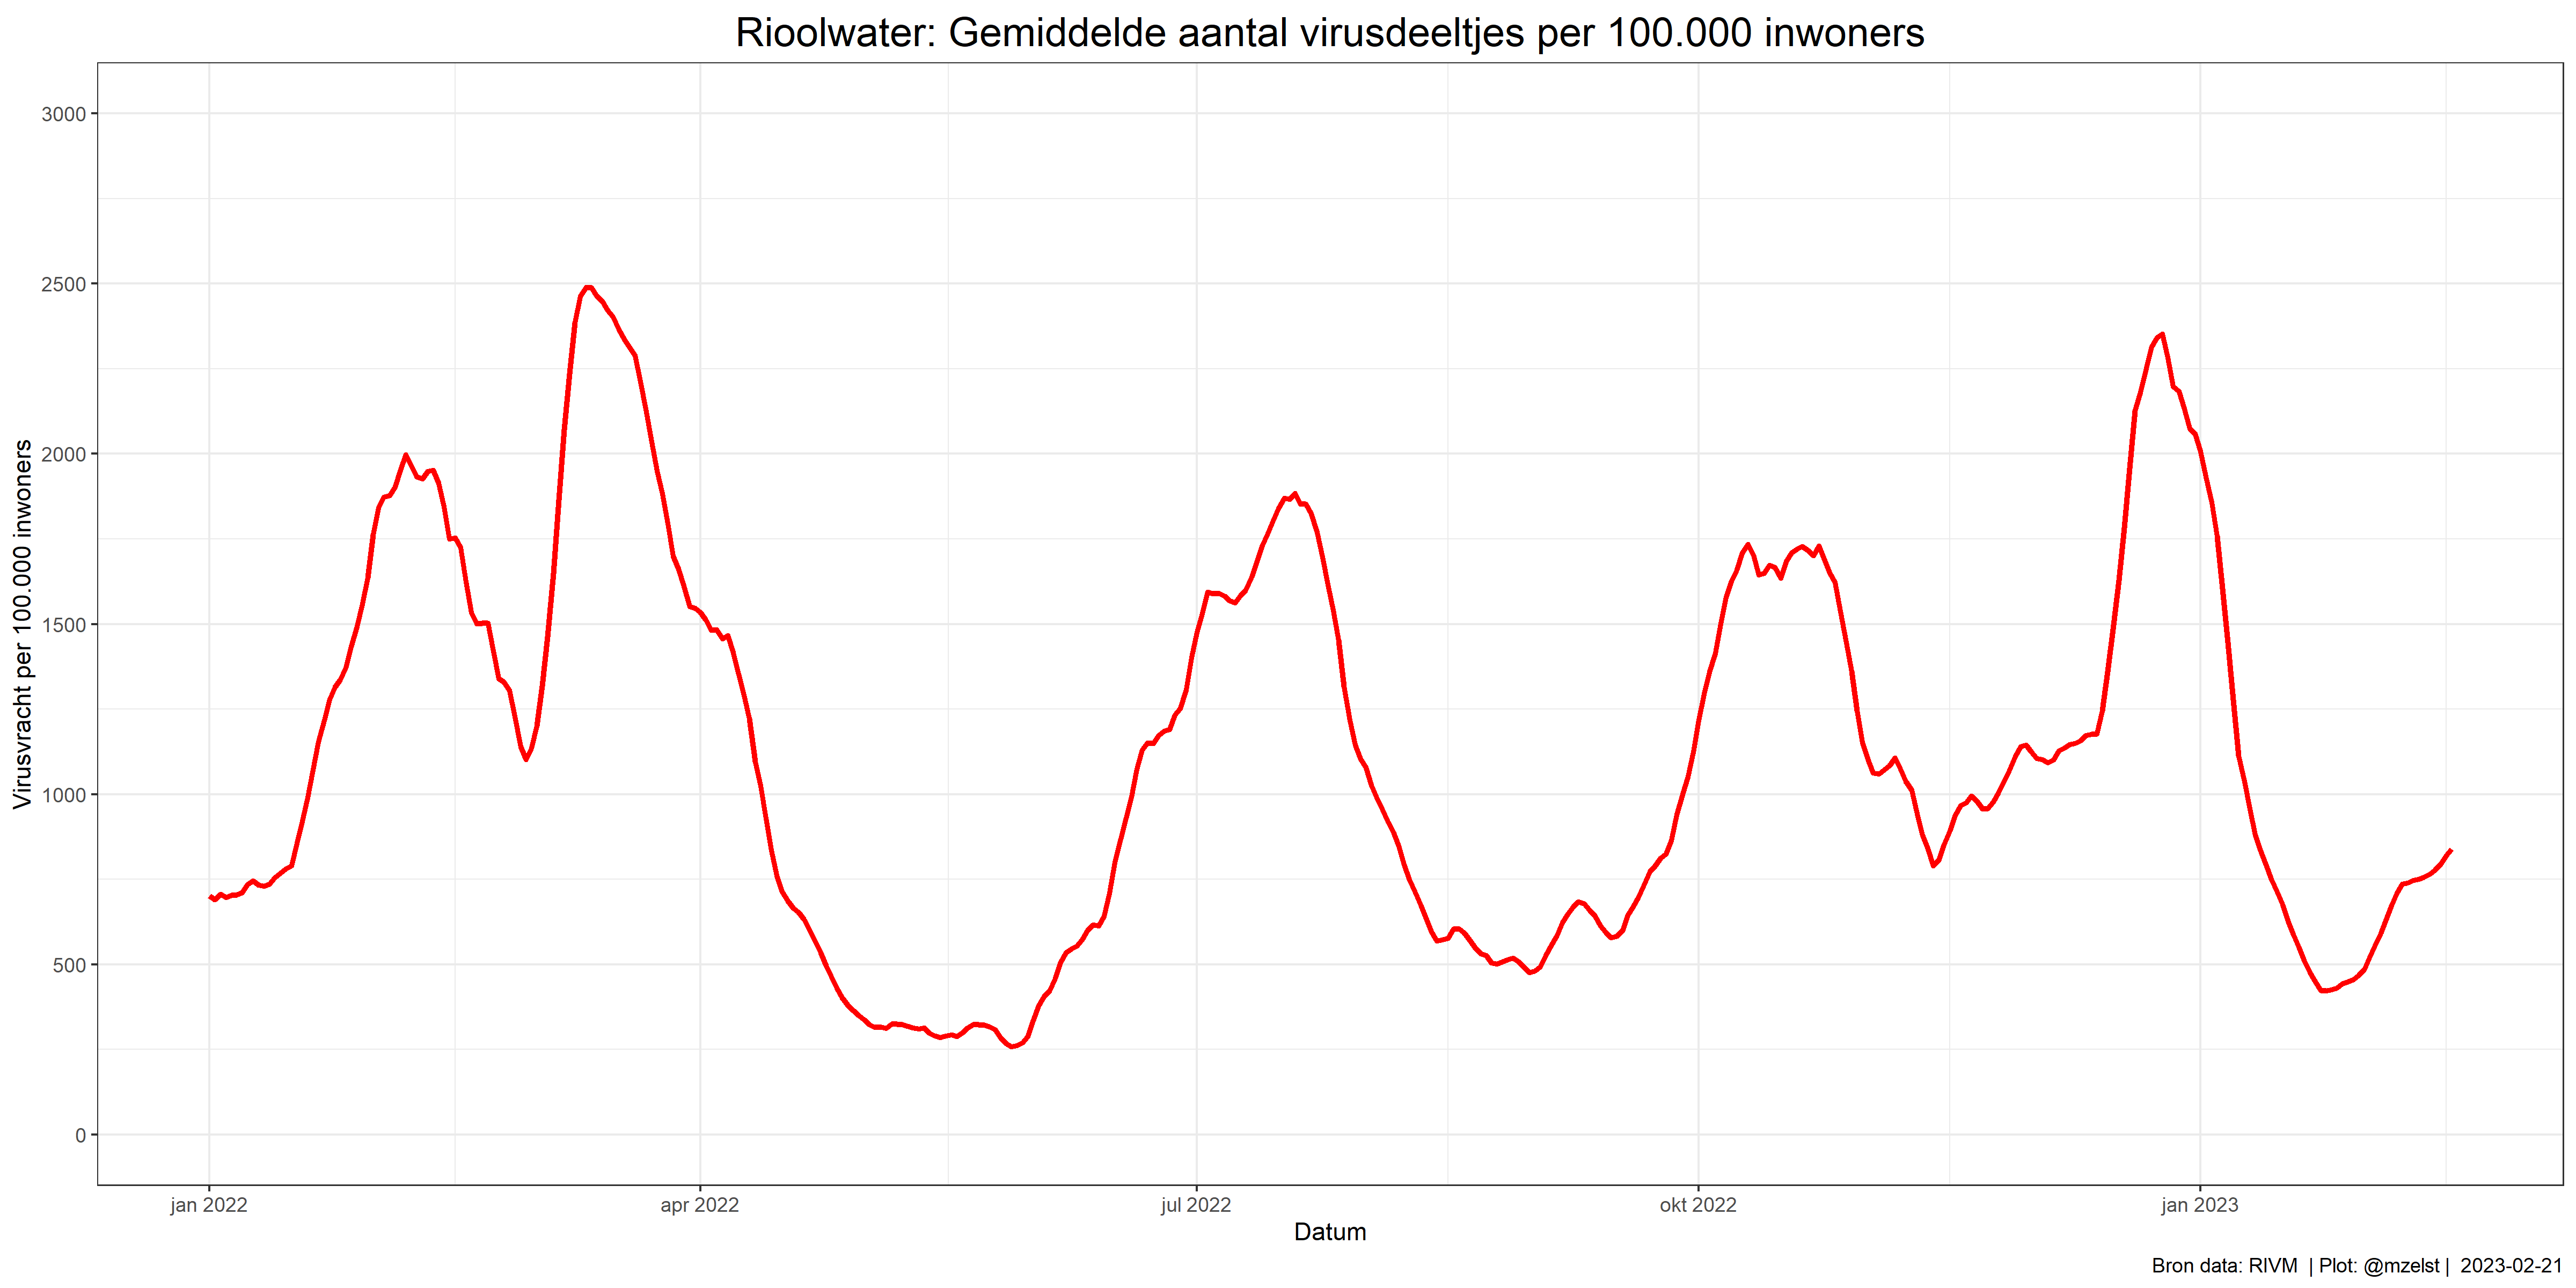 Rioolwater: Gemiddelde aantal virusdeeltjes per 100.000 inwoners
Virusvracht per 100.000 inwoners
3000
2500
2000
1500
1000
500
0
jan 2022 apr 2022 jul 2022 okt 2022 jan 2023
Datum
Bron data: RIVM | Plot: @mzelst | 2023-02-21